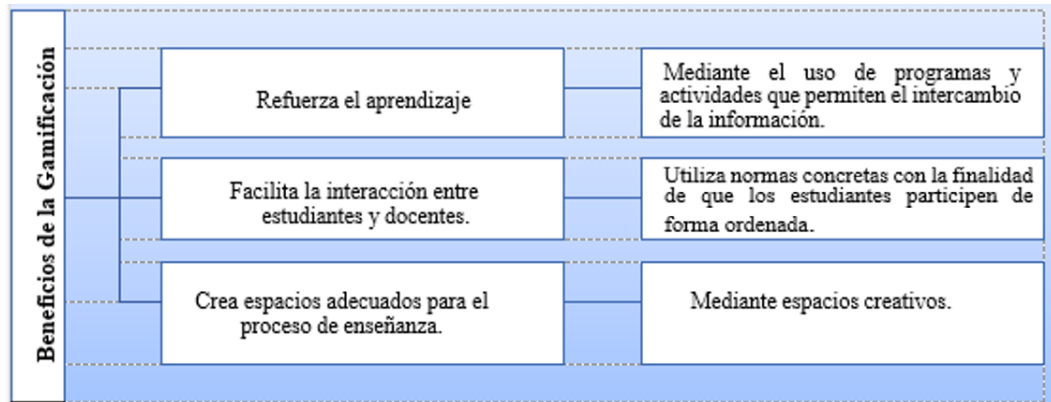 Beneficios de la Gamificación
Refuerza el aprendizaje
Mediante el uso de programas y
actividades que permiten el intercambio
de la información.
Facilita la interacción entre
estudiantes y docentes.
Utiliza normas concretas con la finalidad
de que los estudiantes participen de
forma ordenada.
Crea espacios adecuados para el
proceso de enseñanza.
Mediante espacios creativos.